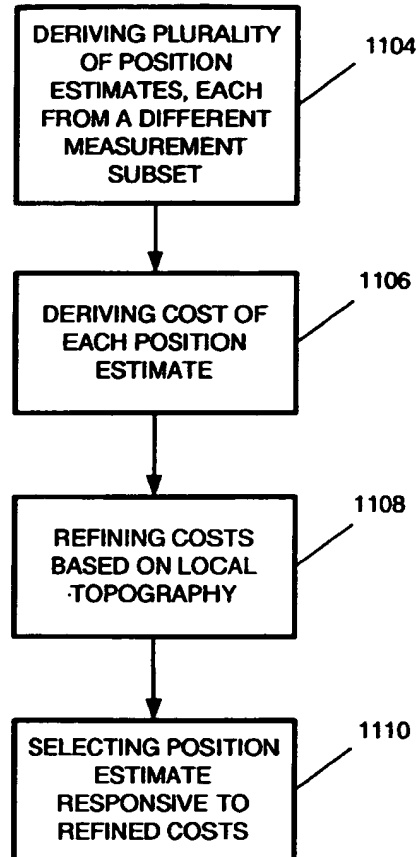 DERIVING PLURALITY
OF POSITION
ESTIMATES, EACH
FROM A DIFFERENT
MEASUREMENT
SUBSET
1104
DERIVING COST OF
EACH POSITION
ESTIMATE
1106
REFINING COSTS
BASED ON LOCAL
TOPOGRAPHY
1108
SELECTING POSITION
ESTIMATE
RESPONSIVE TO
REFINED COSTS
1110